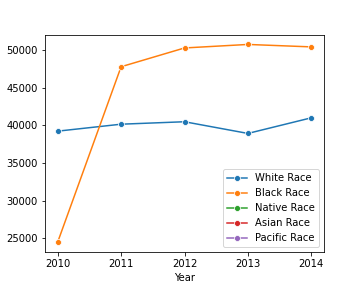 50000
45000
40000
35000
30000
25000
2010 2011 2012 2013 2014
Year
White Race
Black Race
Native Race
Asian Race
Pacific Race